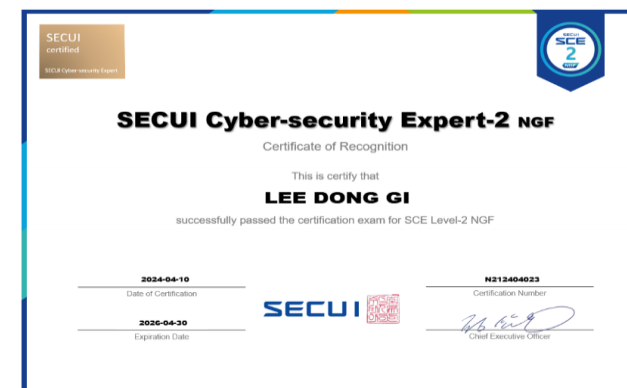 SECUI
certified
SECUI Cyber-security Expert
SECUI
SCE
2
NGF
SECUI Cyber-security Expert-2 NGF
Certificate of Recognition
This is certify that
LEE DONG GI
successfully passed the certification exam for SCE Level-2 NGF
2024-04-10
Date of Certification
2026-04-30
Expiration Date
SECUI
N212404023
Certification Number
Chief Executive Officer